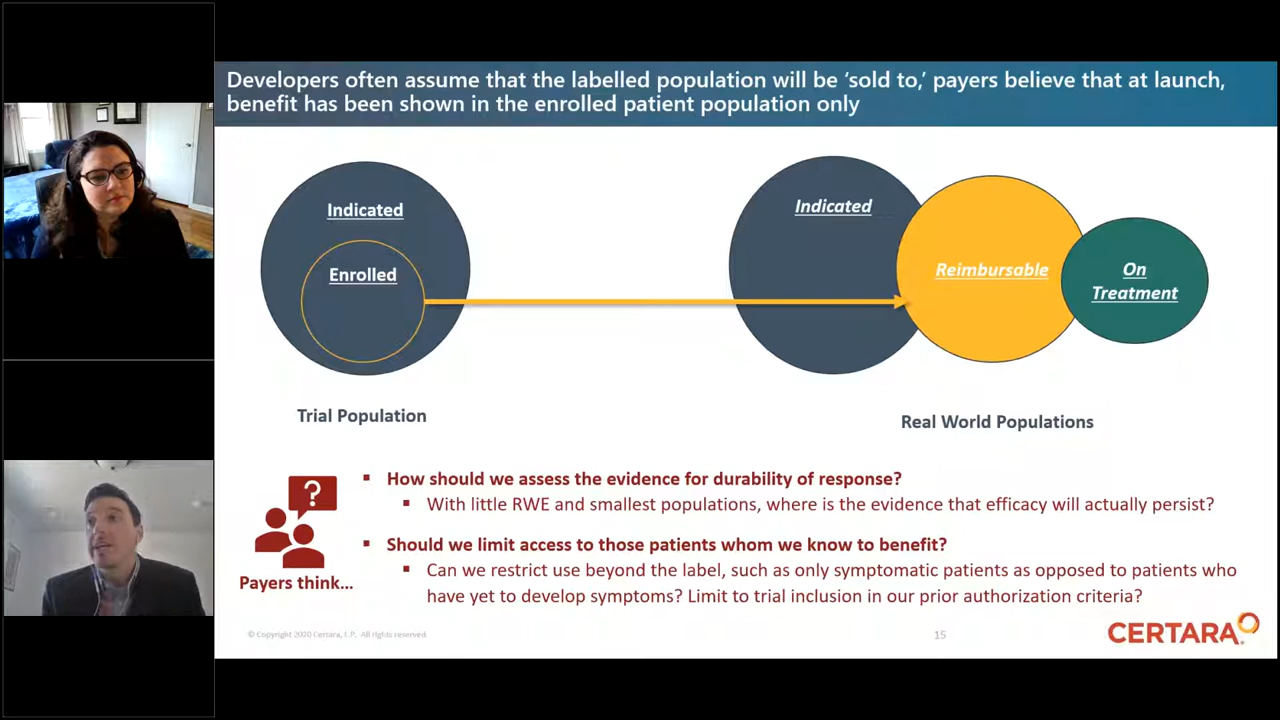 Developers often assume that the labelled population will be ‘sold to,’ payers believe that at launch,
benefit has been shown in the enrolled patient population only
Indicated
Enrolled
Trial Population
Indicated
Reimbursable
On
Treatment
Real World Populations
?
Payers think...
▪ How should we assess the evidence for durability of response?
▪ With little RWE and smallest populations, where is the evidence that efficacy will actually persist?
▪ Should we limit access to those patients whom we know to benefit?
▪ Can we restrict use beyond the label, such as only symptomatic patients as opposed to patients who
have yet to develop symptoms? Limit to trial inclusion in our prior authorization criteria?
© Copyright 2020 Certara, L.P. All rights reserved.
15
CERTARA